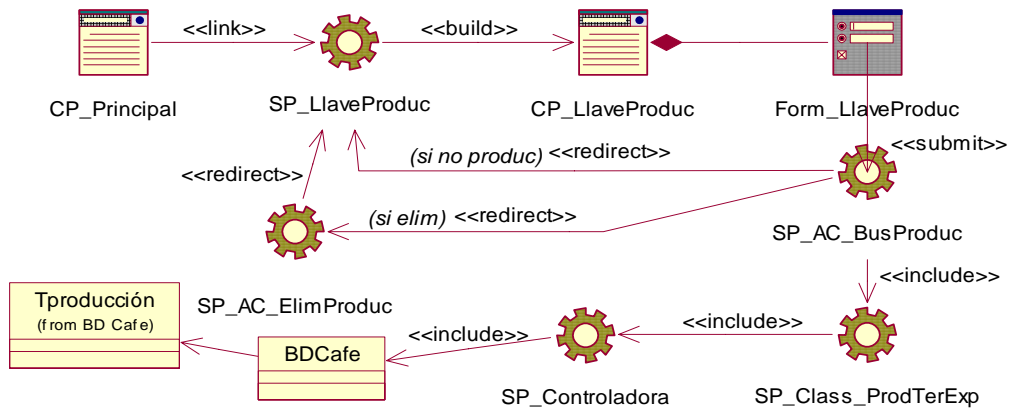 <<link>>
<<build>>
CP_Principal
SP_LlaveProduc
CP_LlaveProduc
Form_LlaveProduc
<<submit>>
(si no produc) <<redirect>>
<<redirect>>
(si elim) <<redirect>>
SP_AC_BusProduc
<<include>>
SP_AC_ElimProduc
Tproducción
(from BD Cafe)
<<include>>
<<include>>
BDCafe
SP_Controladora
SP_Class_ProdTerExp